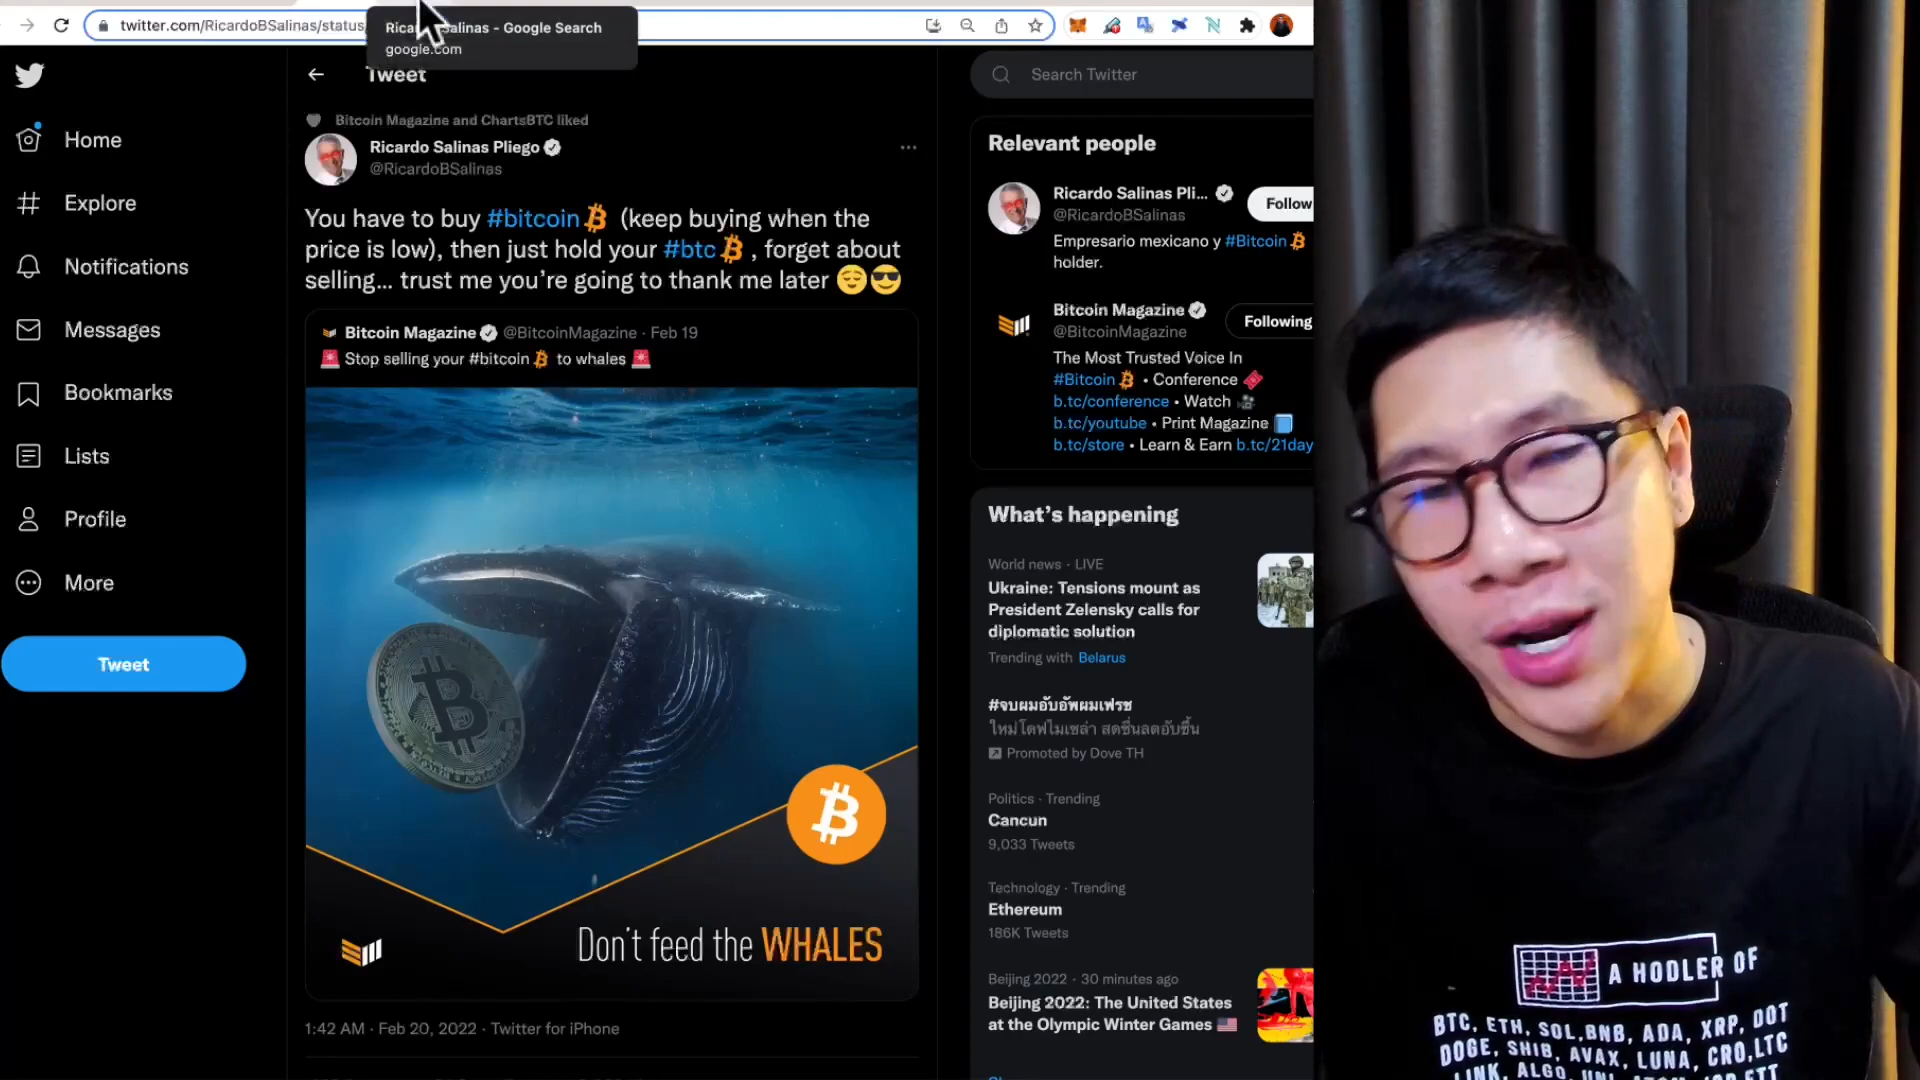 twitter.com/RicardoBSalinas/status
Salinas - Google Search
google.com
Tweet
Search Twitter
Home
Explore
Notifications
Messages
Bookmarks
Lists
Profile
More
Tweet
Bitcoin Magazine and ChartsBTC liked
Ricardo Salinas Pliego
@RicardoBSalinas
You have to buy #bitcoin (keep buying when the
price is low), then just hold your #btc , forget about
selling... trust me you're going to thank me later 😌😎
Bitcoin Magazine @BitcoinMagazine · Feb 19
🚨 Stop selling your #bitcoin to whales 🚨
Don't feed the WHALES
1:42 AM · Feb 20, 2022 · Twitter for iPhone
Relevant people
Ricardo Salinas Pli...
@RicardoBSalinas
Follow
Empresario mexicano y #Bitcoin
holder.
Bitcoin Magazine
@BitcoinMagazine
Following
The Most Trusted Voice In
#Bitcoin • Conference
b.tc/conference • Watch
b.tc/youtube • Print Magazine
b.tc/store • Learn & Earn b.tc/21day
What's happening
World news · LIVE
Ukraine: Tensions mount as
President Zelensky calls for
diplomatic solution
Trending with Belarus
#จบผมอับอัพผมเฟรช
ใหม่โดฟไมเซล่า สดชื่นลดอับชื้น
Promoted by Dove TH
Politics · Trending
Cancun
9,033 Tweets
Technology · Trending
Ethereum
186K Tweets
Beijing 2022 · 30 minutes ago
Beijing 2022: The United States
at the Olympic Winter Games
A HODLER OF
BTC, ETH, SOL, BNB, ADA, XRP, DOT
DOGE, SHIB, AVAX, LUNA, CRO, LTC
LINK, ALGO,